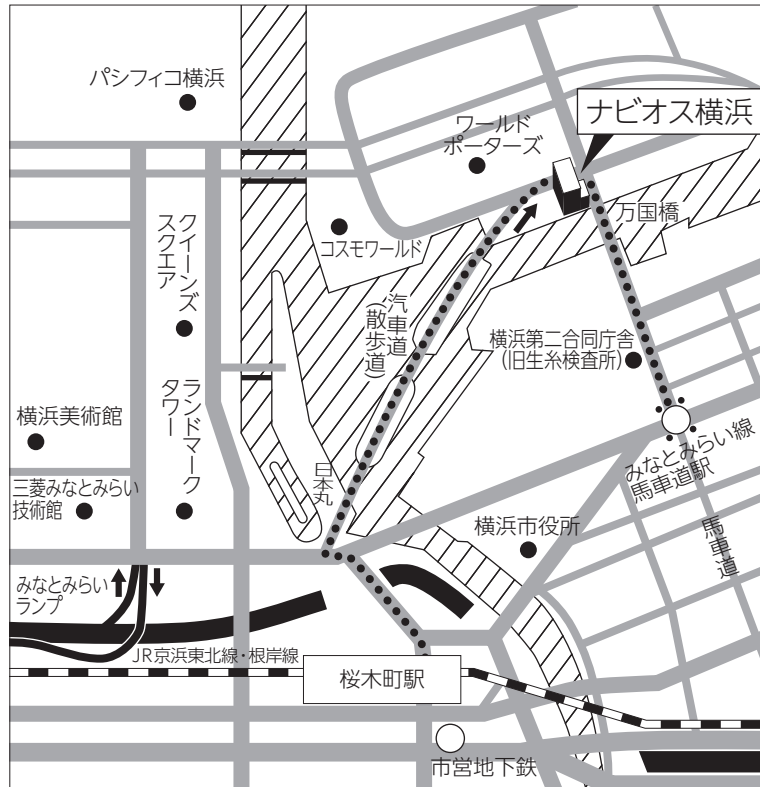 パシフィコ横浜
ワールド
ポーターズ
ナビオス横浜
万国橋
コスモワールド
クイーンズ
スクエア
汽車道
(散歩道)
横浜第二合同庁舎
(旧生糸検査所)
ランドマーク
タワー
横浜美術館
みなとみらい線
馬車道駅
三菱みなとみらい
技術館
日本丸
横浜市役所
馬車道
みなとみらい
ランプ
JR京浜東北線・根岸線
桜木町駅
市営地下鉄